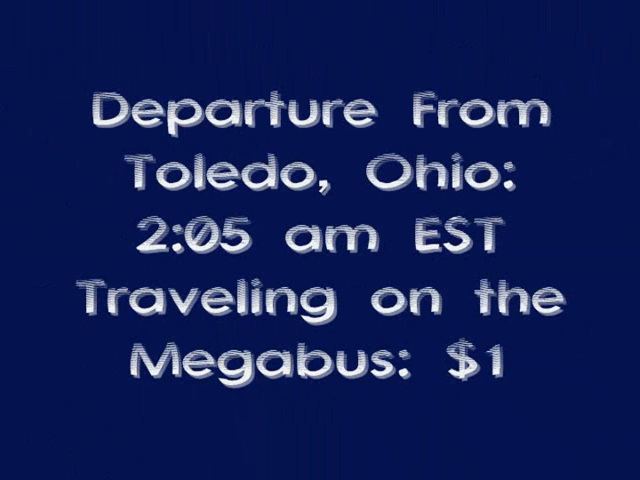 Departure From
Toledo, Ohio:
2:05 am EST
Traveling on the
Megabus: $1